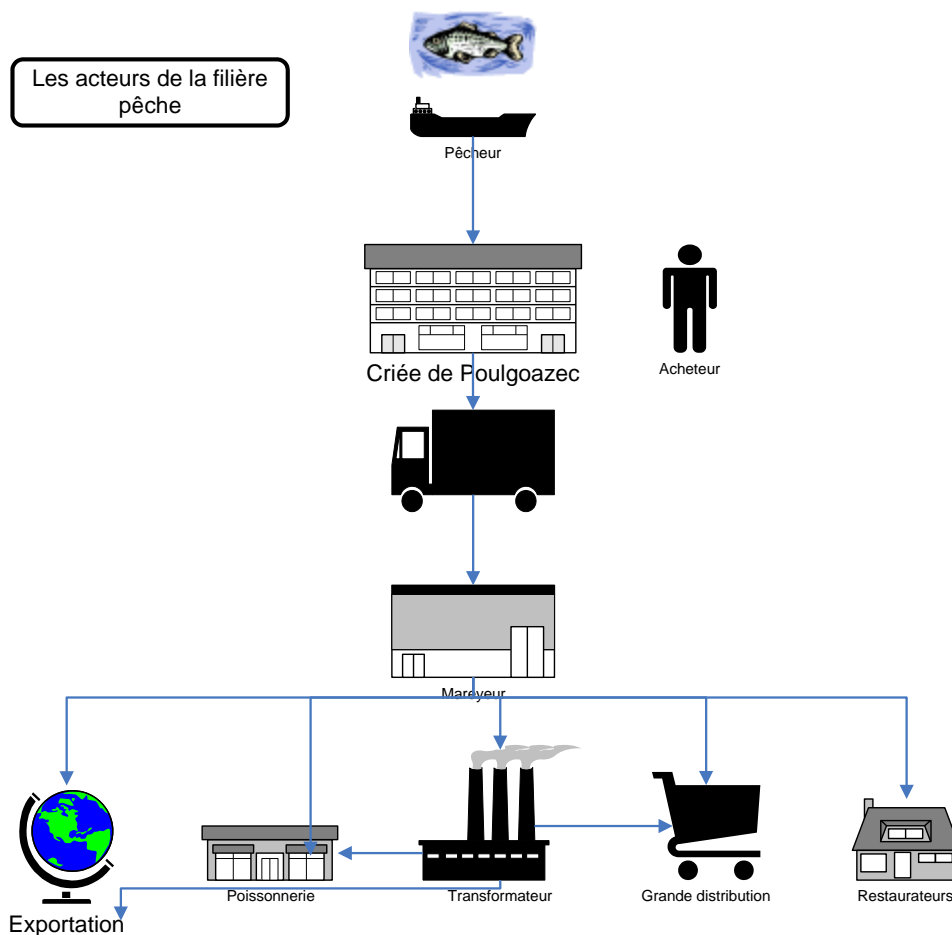 Les acteurs de la filière
pêche
Pêcheur
Criée de Poulgoazec
Acheteur
Mareyeur
Poissonnerie
Transformateur
Grande distribution
Restaurateurs
Exportation